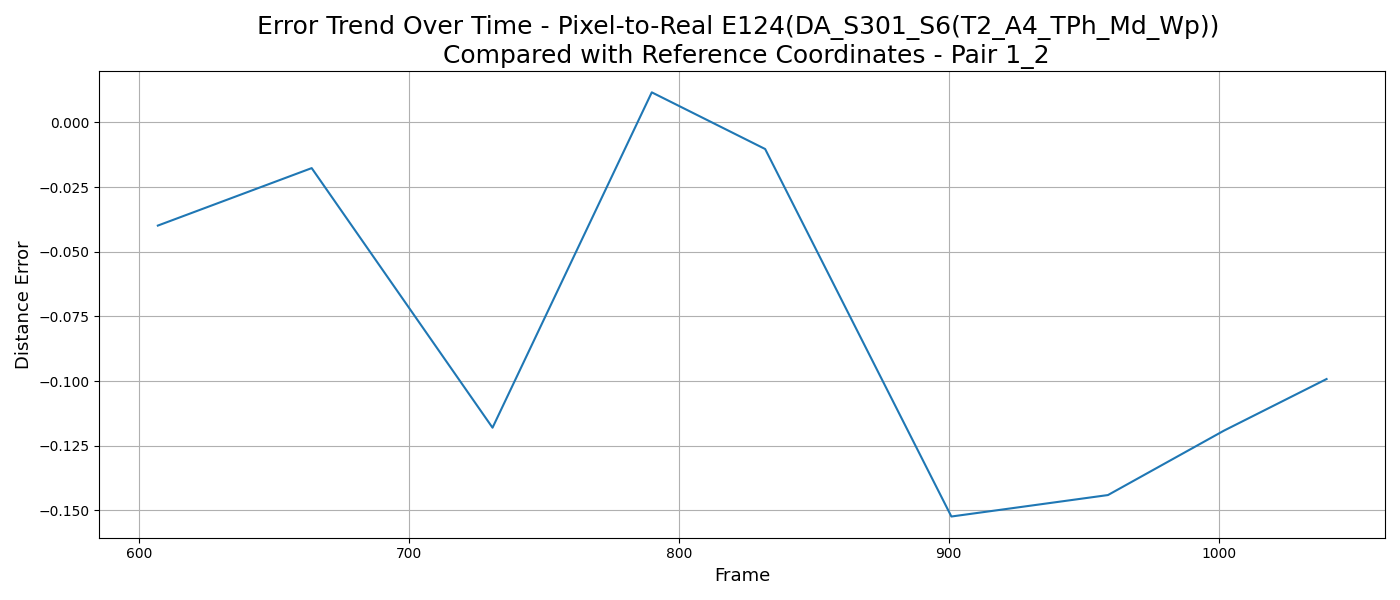 Error Trend Over Time - Pixel-to-Real E124(DA_S301_S6(T2_A4_TPh_Md_Wp))
Compared with Reference Coordinates - Pair 1_2
Distance Error
0.000
−0.025
−0.050
−0.075
−0.100
−0.125
−0.150
600 700 800 900 1000
Frame